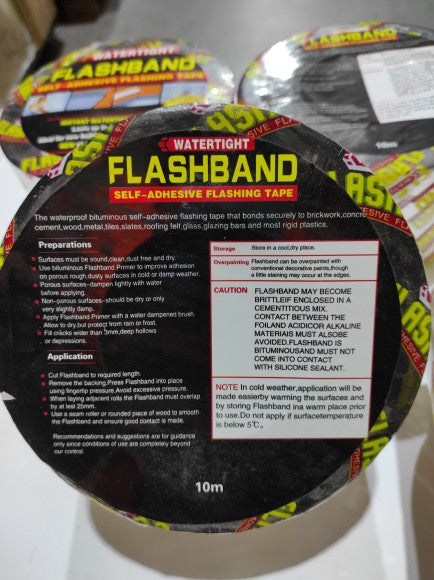 WATERTIGHT
FLASHBAND
SELF-ADHESIVE FLASHING TAPE
10m
WATERTIGHT
FLASHBAND
SELF-ADHESIVE FLASHING TAPE
The waterproof bituminous self-adhesive flashing tape that bonds securely to brickwork,concre
cement,wood,metal,tiles,slates,roofing felt,glass,glazing bars and most rigid plastics.
Preparations
Surfaces must be round,clean,dust free and dry.
Use bituminous Flashband Primer to improve adhesion
on porous rough,dusty surfaces in cold or damp weather.
Porous surfaces-dampen lightly with water
before applying.
Non-porous surfaces-should be dry or only
very slightly damp.
Apply Flashband Primer with a water dampened brush.
Allow to dry but protect from rain or frost.
Fill cracks wider than 3mm,deep hollows
or depressions.
Application
Cut Flashband to required length.
Remove the backing.Press Flashband into place
using fingertip pressure.Avoid excessive pressure.
When laying adjacent rolls the Flashband must overlap
by at lest 25mm.
Use a seam roller or rounded piece of wood to smooth
the Flashband and ensure good contact is made.
Recommendations and suggestions are for guidance
only since conditions of use are completely beyond
our control.
Storage Store in a cool,dry place.
Overpainting Flashband can be overpainted with
conventional decorative paints,though
a little staining may occur at the edges.
CAUTION FLASHBAND MAY BECOME
BRITTLEIF ENCLOSED IN A
CEMENTITIOUS MIX.
CONTACT BETWEEN THE
FOILAND ACIDICOR ALKALINE
MATERIAIS MUST ALSOBE
AVOIDED.FLASHBAND IS
BITUMINOUSAND MUST NOT
COME INTO CONTACT
WITH SILICONE SEALANT.
NOTE In cold weather,application will be
made easierby warming the surfaces and
by storing Flashband ina warm place prior
to use.Do not apply if surfacetemperature
is below 5℃。
10m